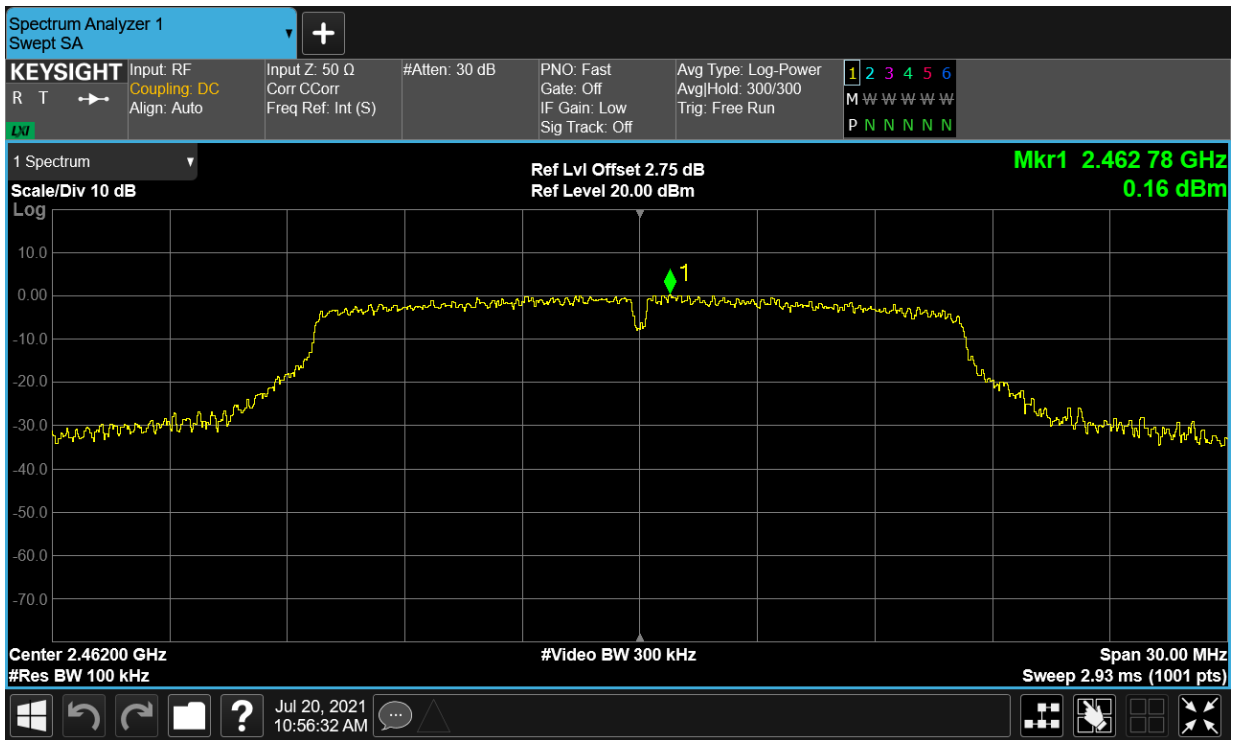 Spectrum Analyzer 1
Swept SA
KEYSIGHT
R T
LXI
Input: RF
Coupling: DC
Align: Auto
Input Z: 50 Ω
Corr CCorr
Freq Ref: Int (S)
#Atten: 30 dB
PNO: Fast
Gate: Off
IF Gain: Low
Sig Track: Off
Avg Type: Log-Power
Avg|Hold: 300/300
Trig: Free Run
1 2 3 4 5 6
M W W W W W
P N N N N N
1 Spectrum
Scale/Div 10 dB
Log
Ref Lvl Offset 2.75 dB
Ref Level 20.00 dBm
Mkr1 2.462 78 GHz
0.16 dBm
10.0
0.00
-10.0
-20.0
-30.0
-40.0
-50.0
-60.0
-70.0
1
Center 2.46200 GHz
#Res BW 100 kHz
#Video BW 300 kHz
Span 30.00 MHz
Sweep 2.93 ms (1001 pts)
?
Jul 20, 2021
10:56:32 AM